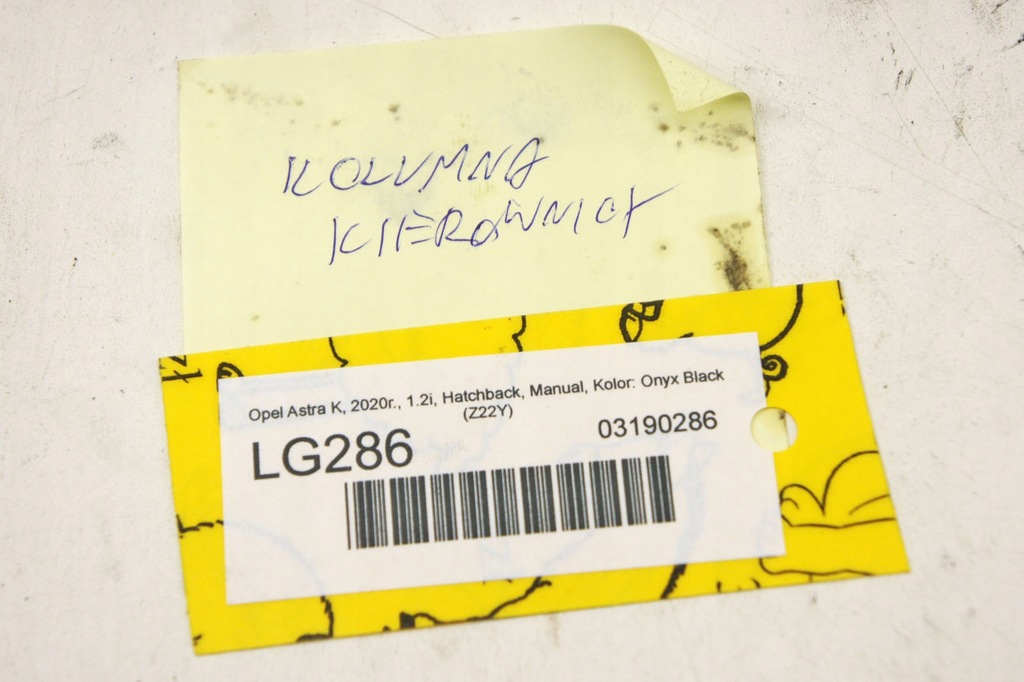 KOLUMNA
KIEROWNICY
Opel Astra K, 2020r., 1.2i, Hatchback, Manual, Kolor: Onyx Black
(Z22Y)
LG286
03190286